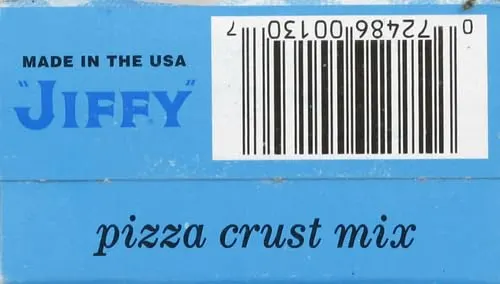 MADE IN THE USA
"JIFFY"
0 72486 00130 7
pizza crust mix